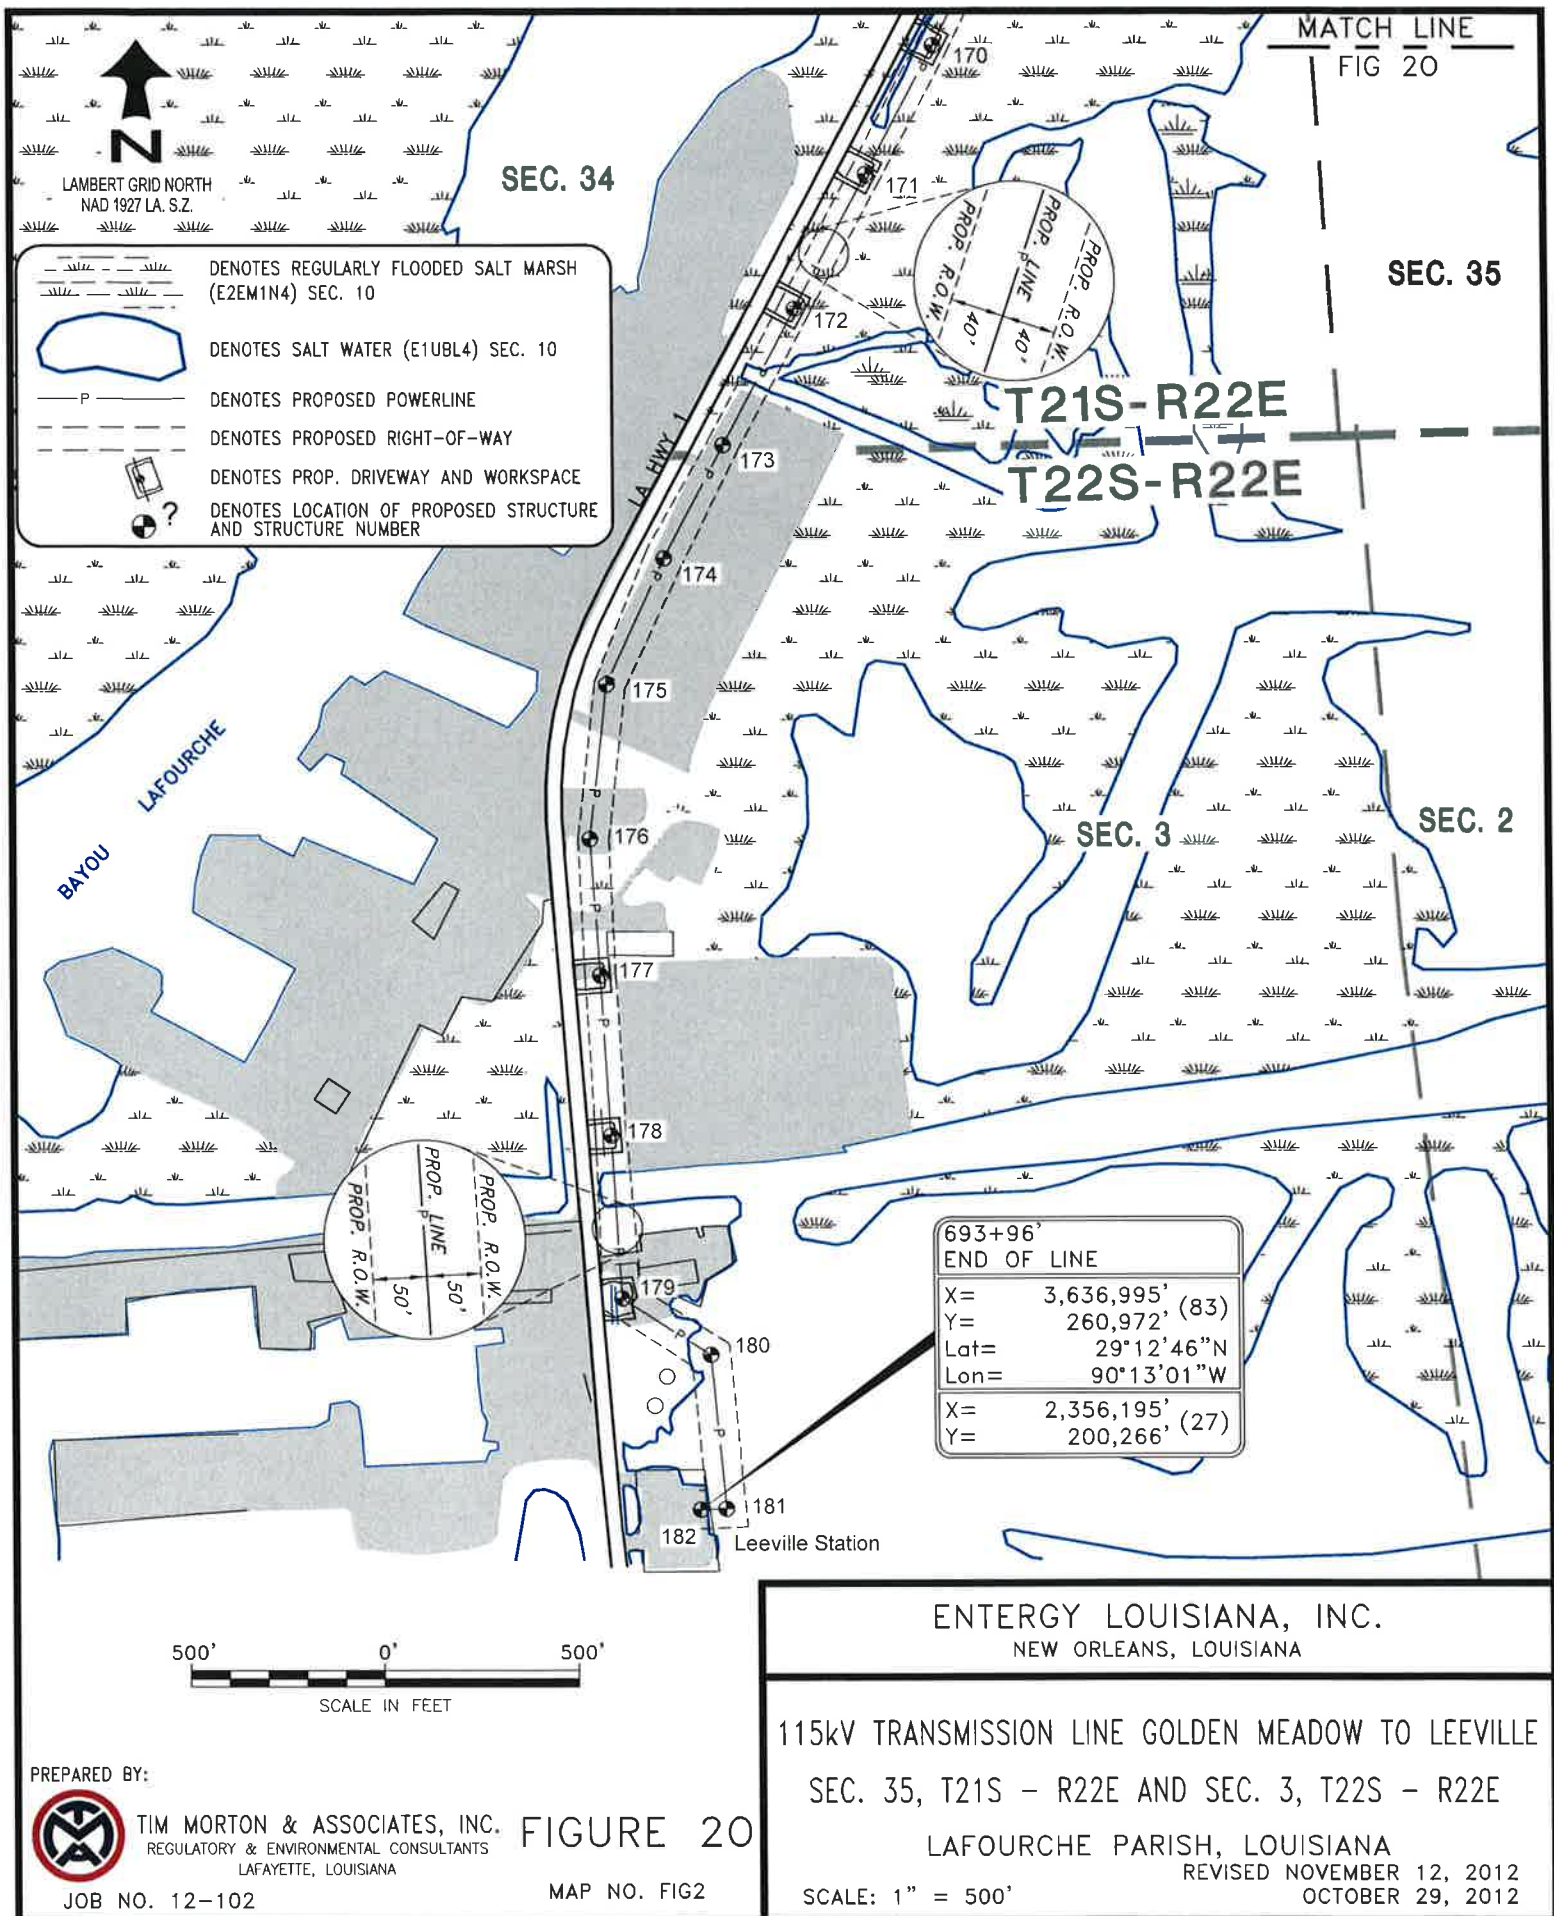 MATCH LINE
FIG 20
N
LAMBERT GRID NORTH
NAD 1927 LA. S.Z.
SEC. 34
SEC. 35
170
171
172
PROP. R.O.W.
PROP. LINE
P
PROP. R.O.W.
40'
40'
DENOTES REGULARLY FLOODED SALT MARSH
(E2EM1N4) SEC. 10
DENOTES SALT WATER (E1UBL4) SEC. 10
P
DENOTES PROPOSED POWERLINE
DENOTES PROPOSED RIGHT-OF-WAY
DENOTES PROP. DRIVEWAY AND WORKSPACE
?
DENOTES LOCATION OF PROPOSED STRUCTURE
AND STRUCTURE NUMBER
T21S-R22E
T22S-R22E
LA HWY 1
173
174
175
176
177
178
179
180
181
182
P
P
P
P
P
P
P
P
P
P
P
BAYOU
LAFOURCHE
SEC. 3
SEC. 2
PROP. R.O.W.
PROP. LINE
P
PROP. R.O.W.
50'
50'
693+96'
END OF LINE
X= 3,636,995' (83)
Y= 260,972'
Lat= 29°12'46"N
Lon= 90°13'01"W
X= 2,356,195' (27)
Y= 200,266'
Leeville Station
500' 0' 500'
SCALE IN FEET
ENTERGY LOUISIANA, INC.
NEW ORLEANS, LOUISIANA
115kV TRANSMISSION LINE GOLDEN MEADOW TO LEEVILLE
SEC. 35, T21S - R22E AND SEC. 3, T22S - R22E
LAFOURCHE PARISH, LOUISIANA
REVISED NOVEMBER 12, 2012
SCALE: 1" = 500' OCTOBER 29, 2012
PREPARED BY:
TMA
TIM MORTON & ASSOCIATES, INC.
REGULATORY & ENVIRONMENTAL CONSULTANTS
LAFAYETTE, LOUISIANA
JOB NO. 12-102
FIGURE 20
MAP NO. FIG2